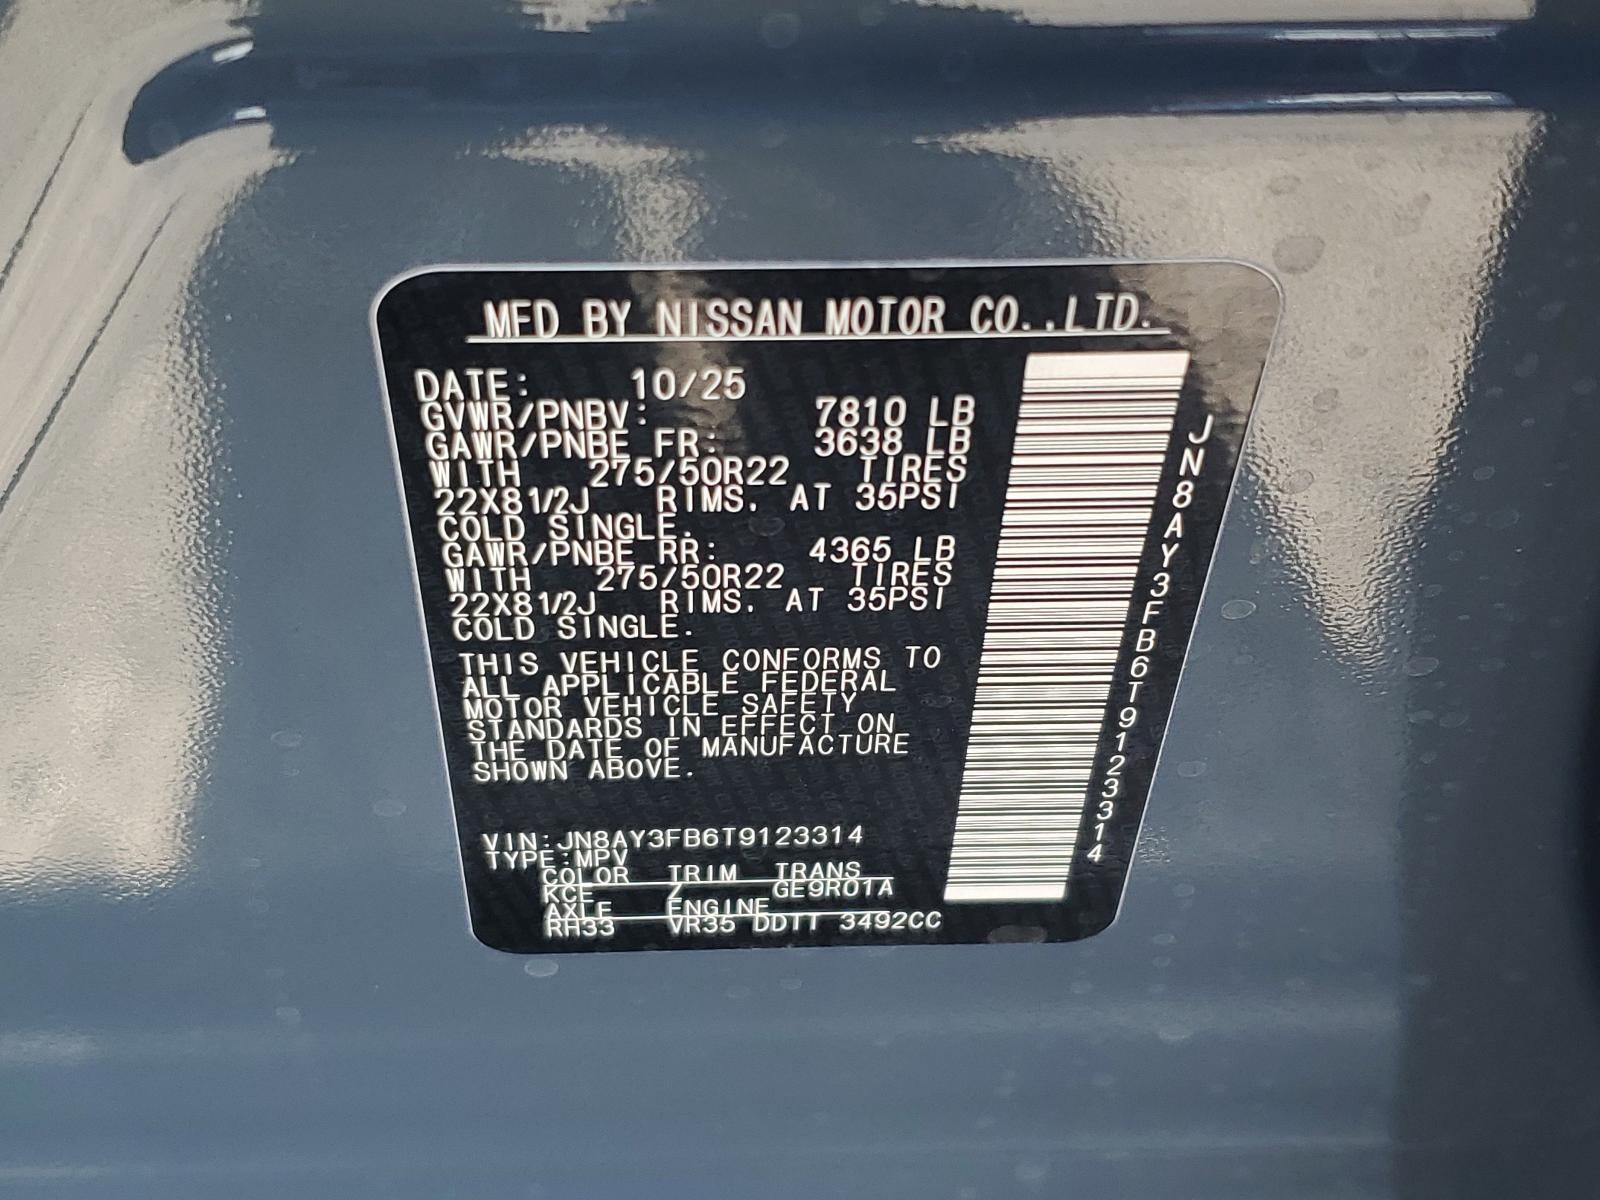 MFD BY NISSAN MOTOR CO.,LTD.
DATE: 10/25
GVWR/PNBV: 7810 LB
GAWR/PNBE FR: 3638 LB
WITH 275/50R22 TIRES
22X8 1/2J RIMS. AT 35PSI
COLD SINGLE.
GAWR/PNBE RR: 4365 LB
WITH 275/50R22 TIRES
22X8 1/2J RIMS. AT 35PSI
COLD SINGLE.
THIS VEHICLE CONFORMS TO
ALL APPLICABLE FEDERAL
MOTOR VEHICLE SAFETY
STANDARDS IN EFFECT ON
THE DATE OF MANUFACTURE
SHOWN ABOVE.
VIN:JN8AY3FB6T9123314
TYPE:MPV
COLOR TRIM TRANS
KCE Z GE9R01A
AXLE ENGINE
RH33 VR35 DDTT 3492CC
JN8AY3FB6T9123314